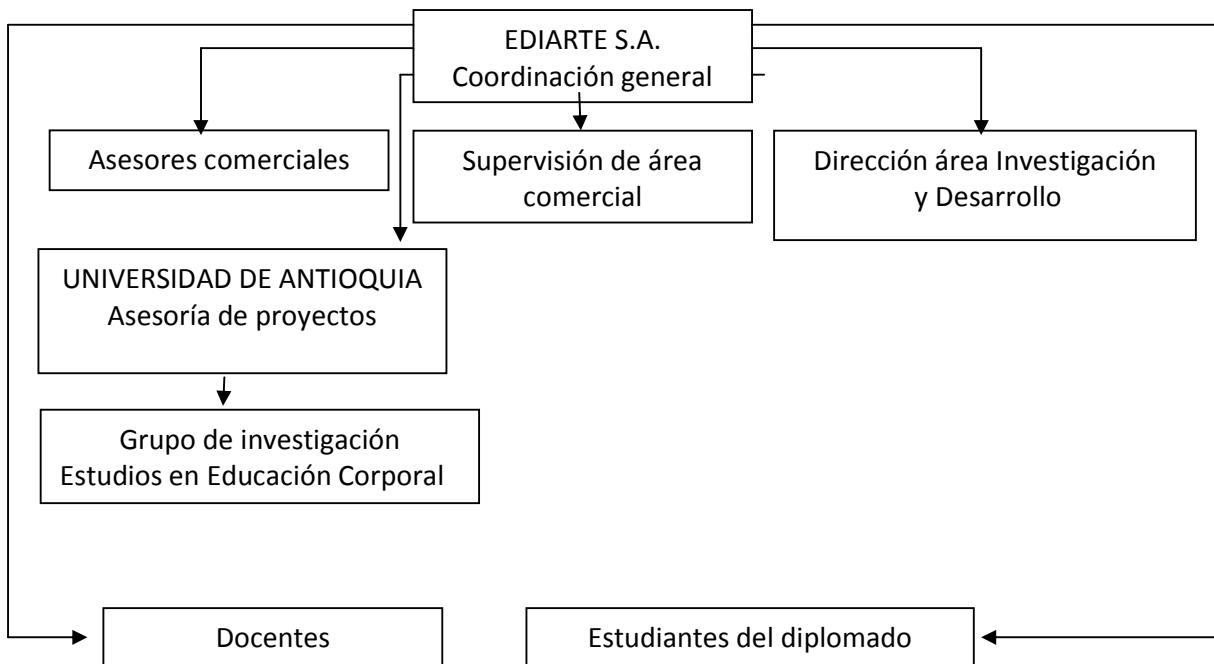 EDIARTE S.A.
Coordinación general
Asesores comerciales
Supervisión de área
comercial
Dirección área Investigación
y Desarrollo
UNIVERSIDAD DE ANTIOQUIA
Asesoría de proyectos
Grupo de investigación
Estudios en Educación Corporal
Docentes
Estudiantes del diplomado